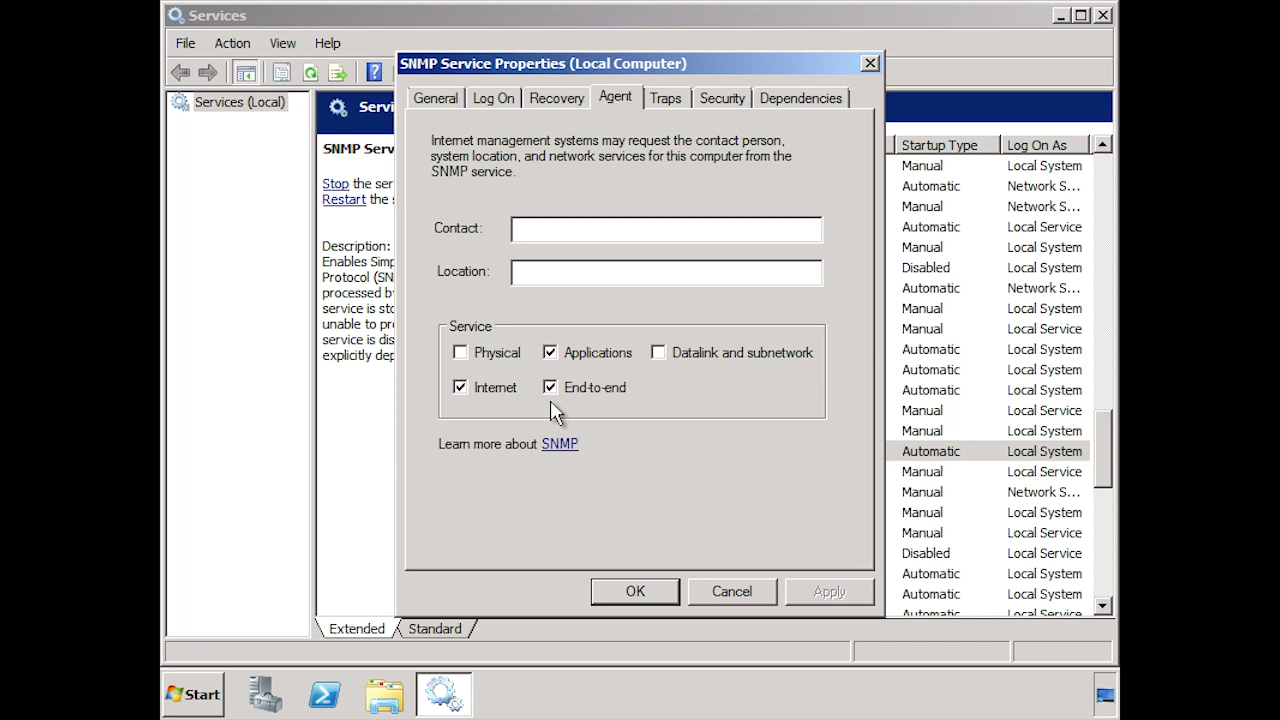 Services
File Action View Help
SNMP Service Properties (Local Computer)
Services (Local)
General Log On Recovery Agent Traps Security Dependencies
Internet management systems may request the contact person,
system location, and network services for this computer from the
SNMP service.
Contact:
Location:
Service
Physical Applications Datalink and subnetwork
Internet End-to-end
Learn more about SNMP
OK Cancel Apply
Servi
SNMP Serv
Stop the ser
Restart the s
Description:
Enables Simp
Protocol (SN
processed by
service is sto
unable to pro
service is dis
explicitly dep
Startup Type Log On As
Manual Local System
Automatic Network S...
Manual Network S...
Automatic Local Service
Manual Local System
Disabled Local System
Automatic Network S...
Manual Local System
Manual Local Service
Automatic Local System
Automatic Local System
Automatic Local System
Manual Local Service
Manual Local System
Automatic Local System
Manual Local Service
Manual Network S...
Manual Local System
Manual Local Service
Disabled Local Service
Automatic Local System
Automatic Local System
Automatic Local Service
Extended Standard
Start